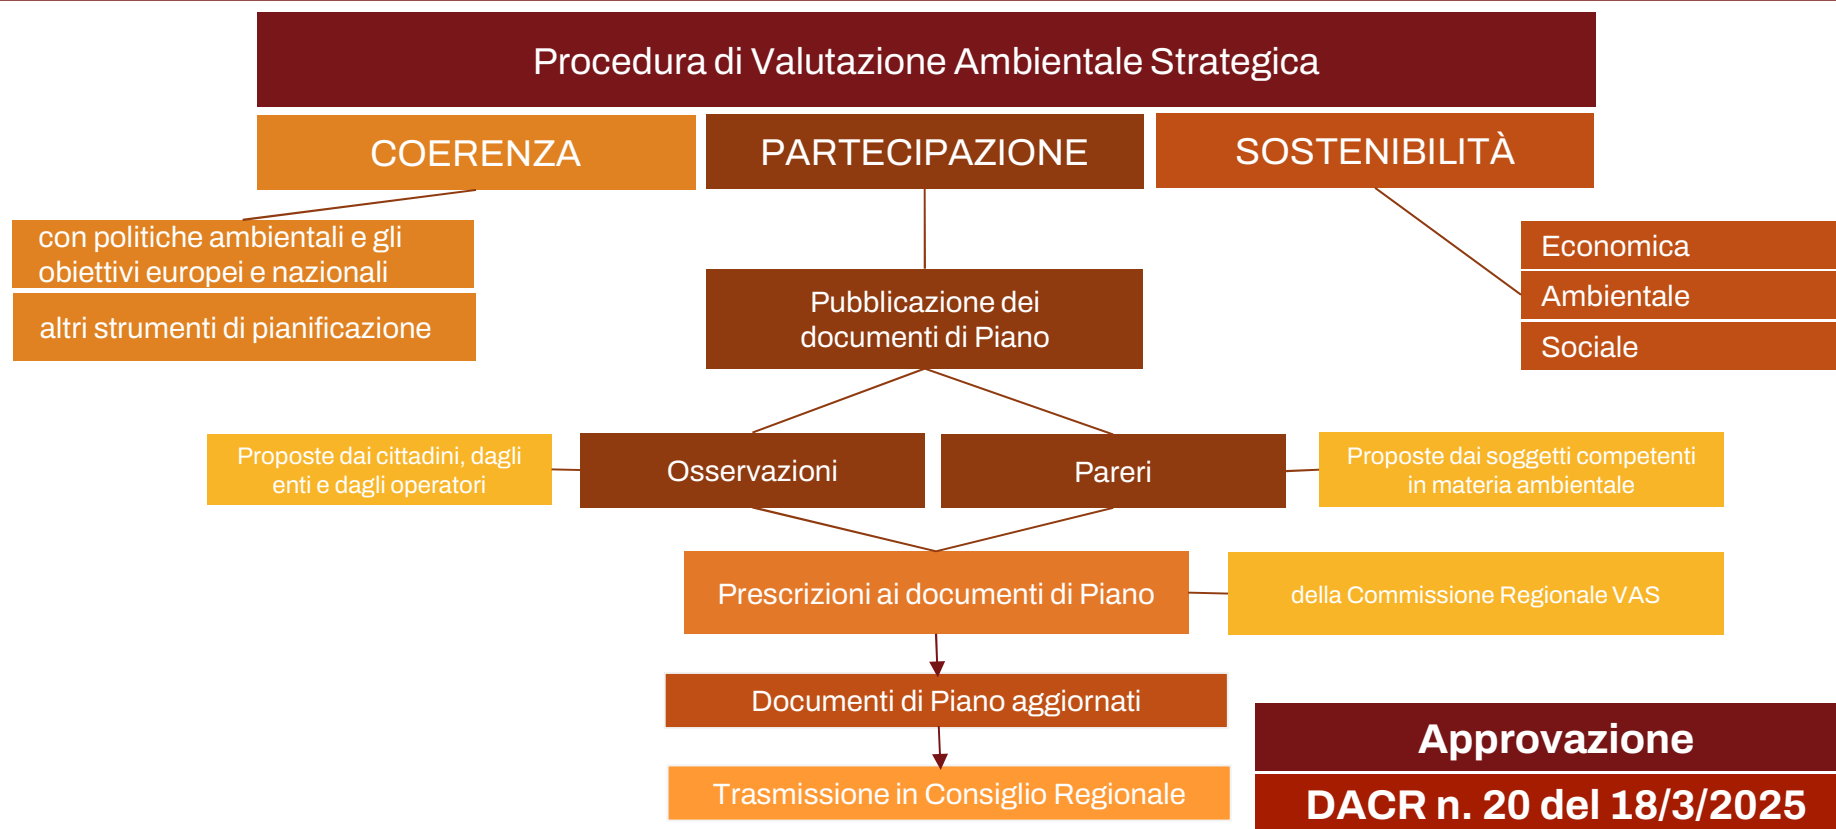 Procedura di Valutazione Ambientale Strategica
COERENZA
PARTECIPAZIONE
SOSTENIBILITÀ
con politiche ambientali e gli
obiettivi europei e nazionali
altri strumenti di pianificazione
Economica
Ambientale
Sociale
Pubblicazione dei
documenti di Piano
Proposte dai cittadini, dagli
enti e dagli operatori
Osservazioni
Pareri
Proposte dai soggetti competenti
in materia ambientale
Prescrizioni ai documenti di Piano
della Commissione Regionale VAS
Documenti di Piano aggiornati
Trasmissione in Consiglio Regionale
Approvazione
DACR n. 20 del 18/3/2025